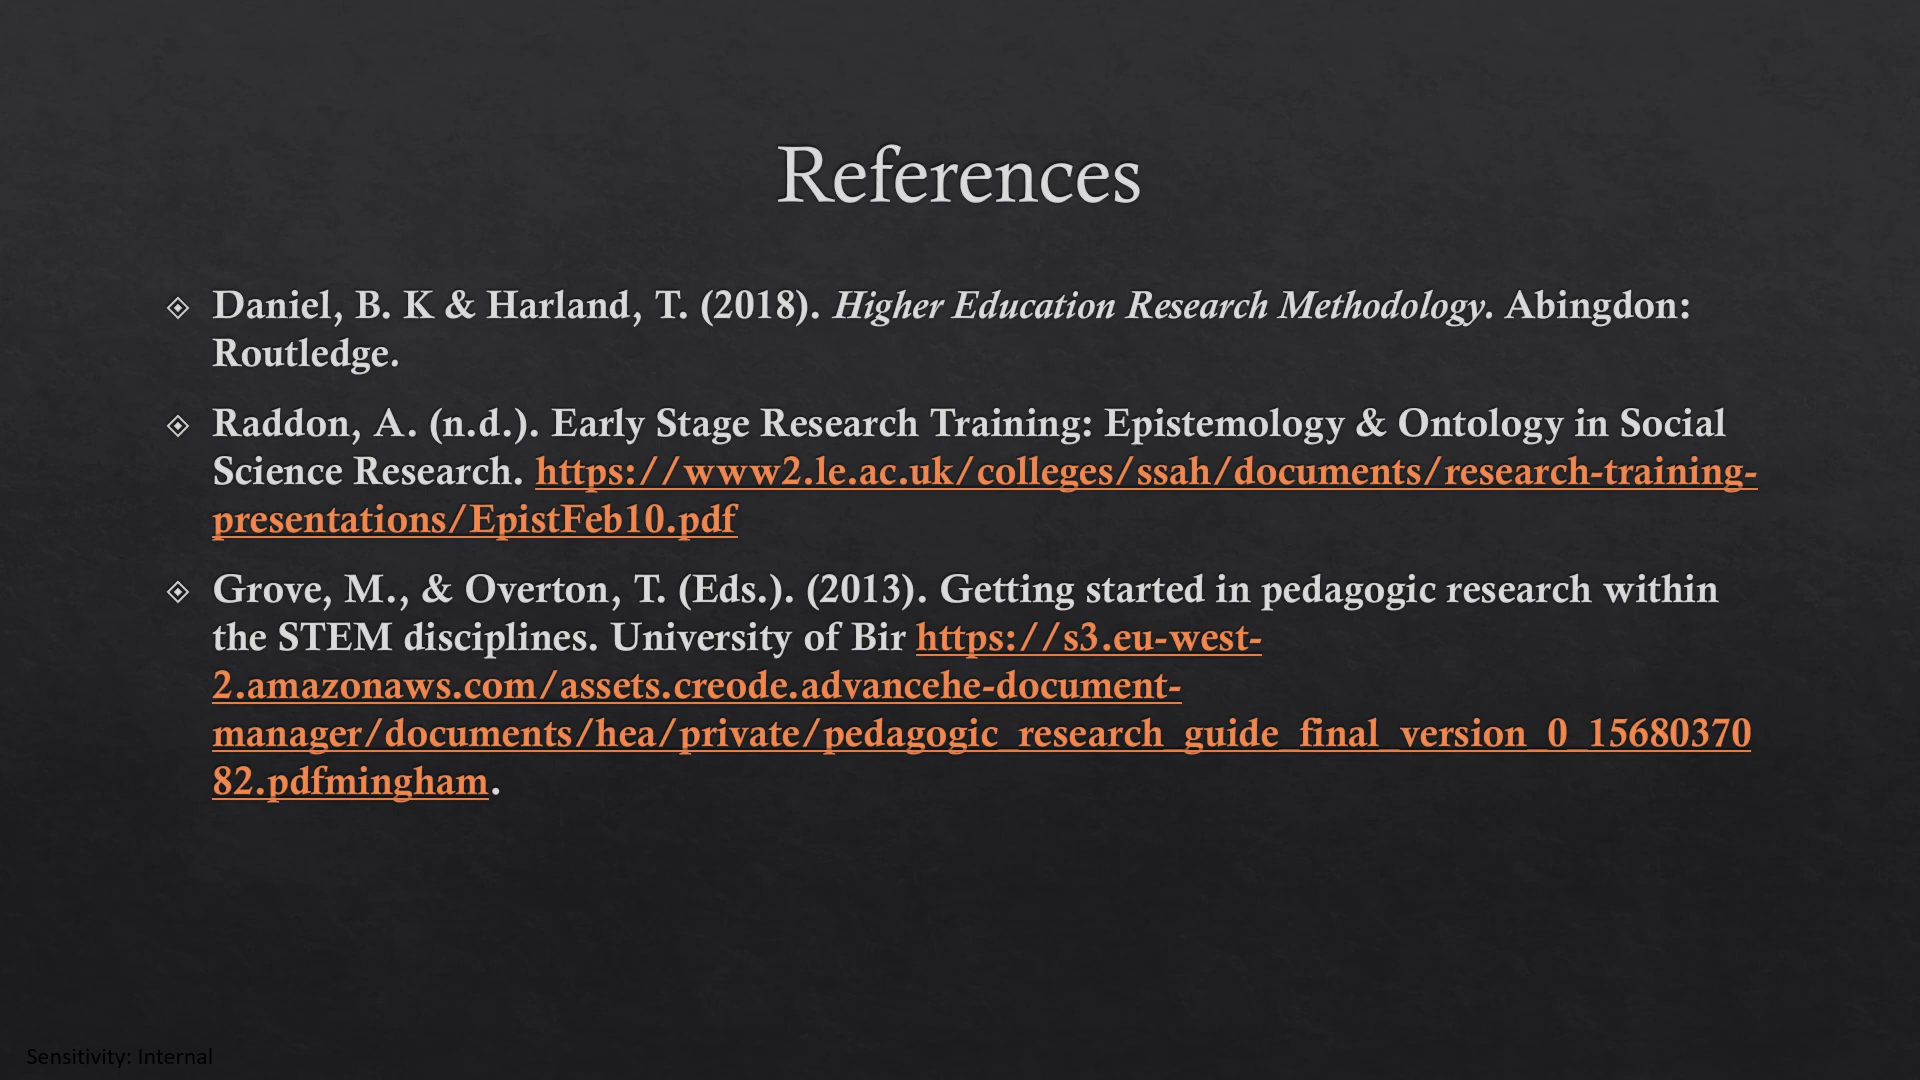 References
Daniel, B. K & Harland, T. (2018). Higher Education Research Methodology. Abingdon:
Routledge.
Raddon, A. (n.d.). Early Stage Research Training: Epistemology & Ontology in Social
Science Research. https://www2.le.ac.uk/colleges/ssah/documents/research-training-
presentations/EpistFeb10.pdf
Grove, M., & Overton, T. (Eds.). (2013). Getting started in pedagogic research within
the STEM disciplines. University of Bir https://s3.eu-west-
2.amazonaws.com/assets.creode.advancehe-document-
manager/documents/hea/private/pedagogic_research_guide_final_version_0_15680370
82.pdfmingham.
Sensitivity: Internal